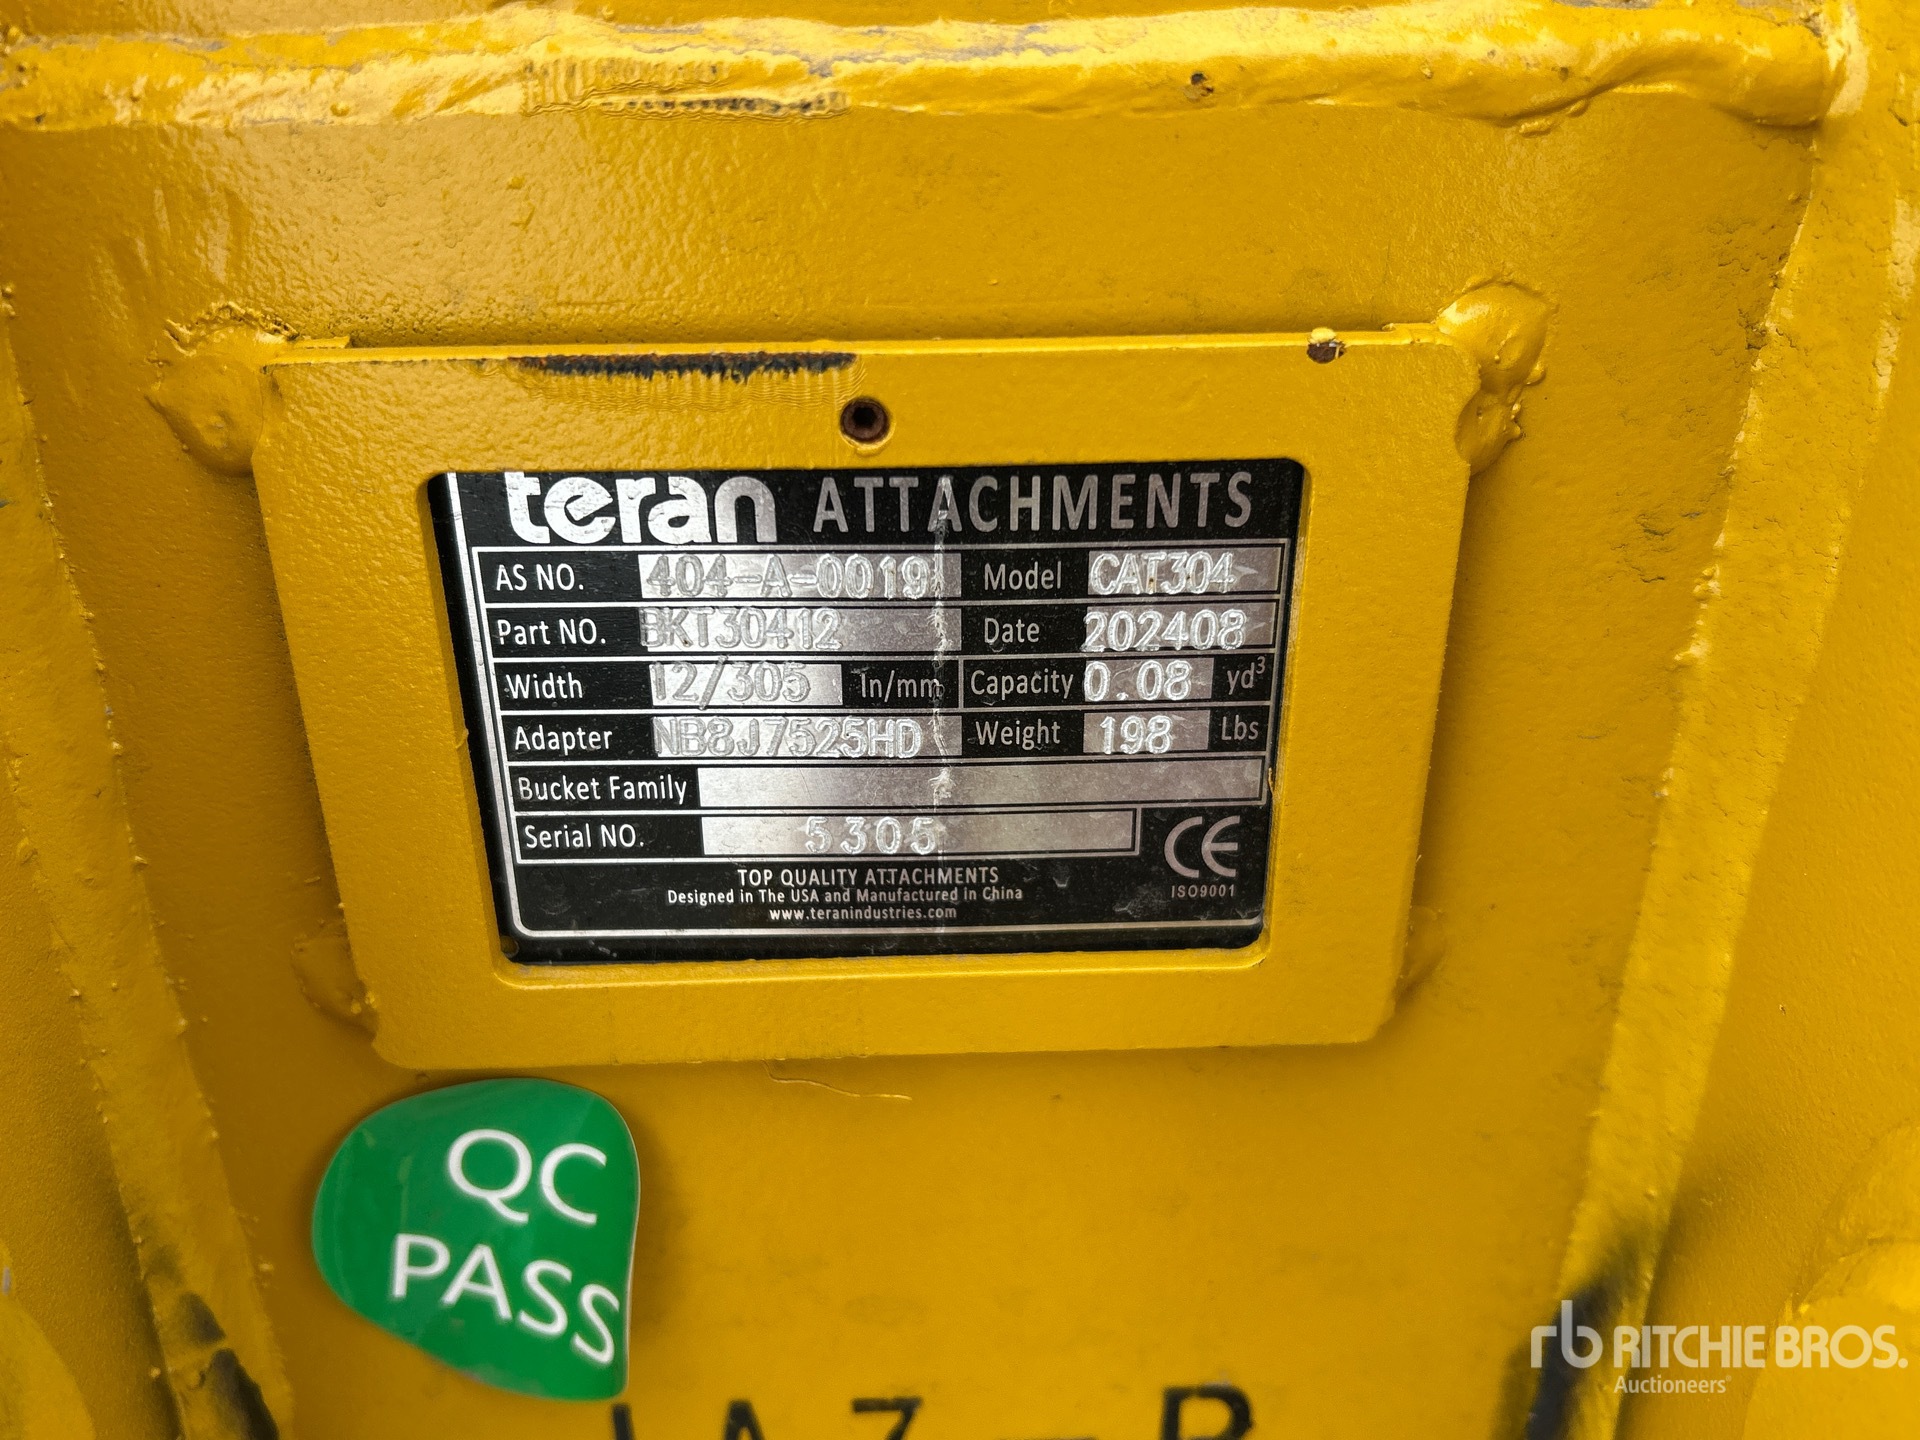 teran ATTACHMENTS
AS NO. 404-A-0019 Model CAT304
Part NO. BKT30412 Date 202408
Width 12/305 In/mm Capacity 0.08 yd³
Adapter NB8J7525HD Weight 198 Lbs
Bucket Family
Serial NO. 5305
CE
ISO9001
TOP QUALITY ATTACHMENTS
Designed in The USA and Manufactured in China
www.teranindustries.com
QC
PASS
rb RITCHIE BROS.
Auctioneers